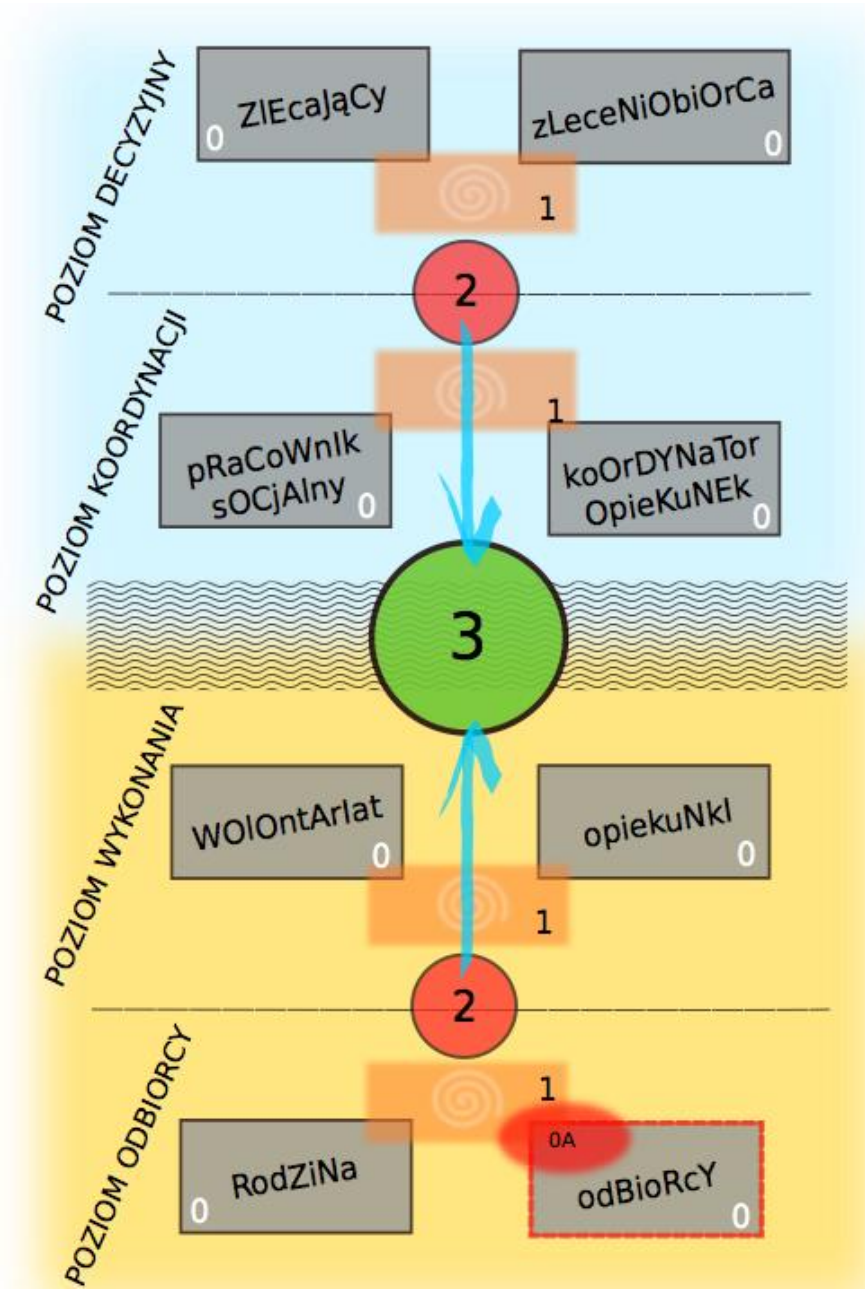 POZIOM DECYZYJNY
ZlEcaJąCy
0
zLeceNiObiOrCa
0
1
2
POZIOM KOORDYNACJI
1
pRaCoWnIk
sOCjAlny
0
koOrDYNaTor
OpieKuNEk
0
3
POZIOM WYKONANIA
WOlOntArIat
0
opiekuNkI
0
1
2
POZIOM ODBIORCY
1
0A
RodZiNa
0
odBioRcY
0